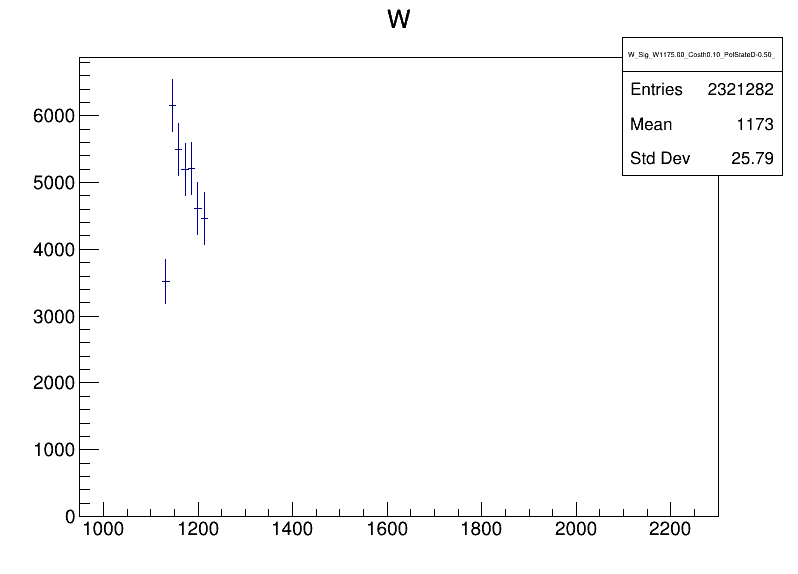 W
W_Sig_W1175.00_Costh0.10_PolStateD-0.50_
Entries 2321282
Mean 1173
Std Dev 25.79
6000
5000
4000
3000
2000
1000
0
1000 1200 1400 1600 1800 2000 2200